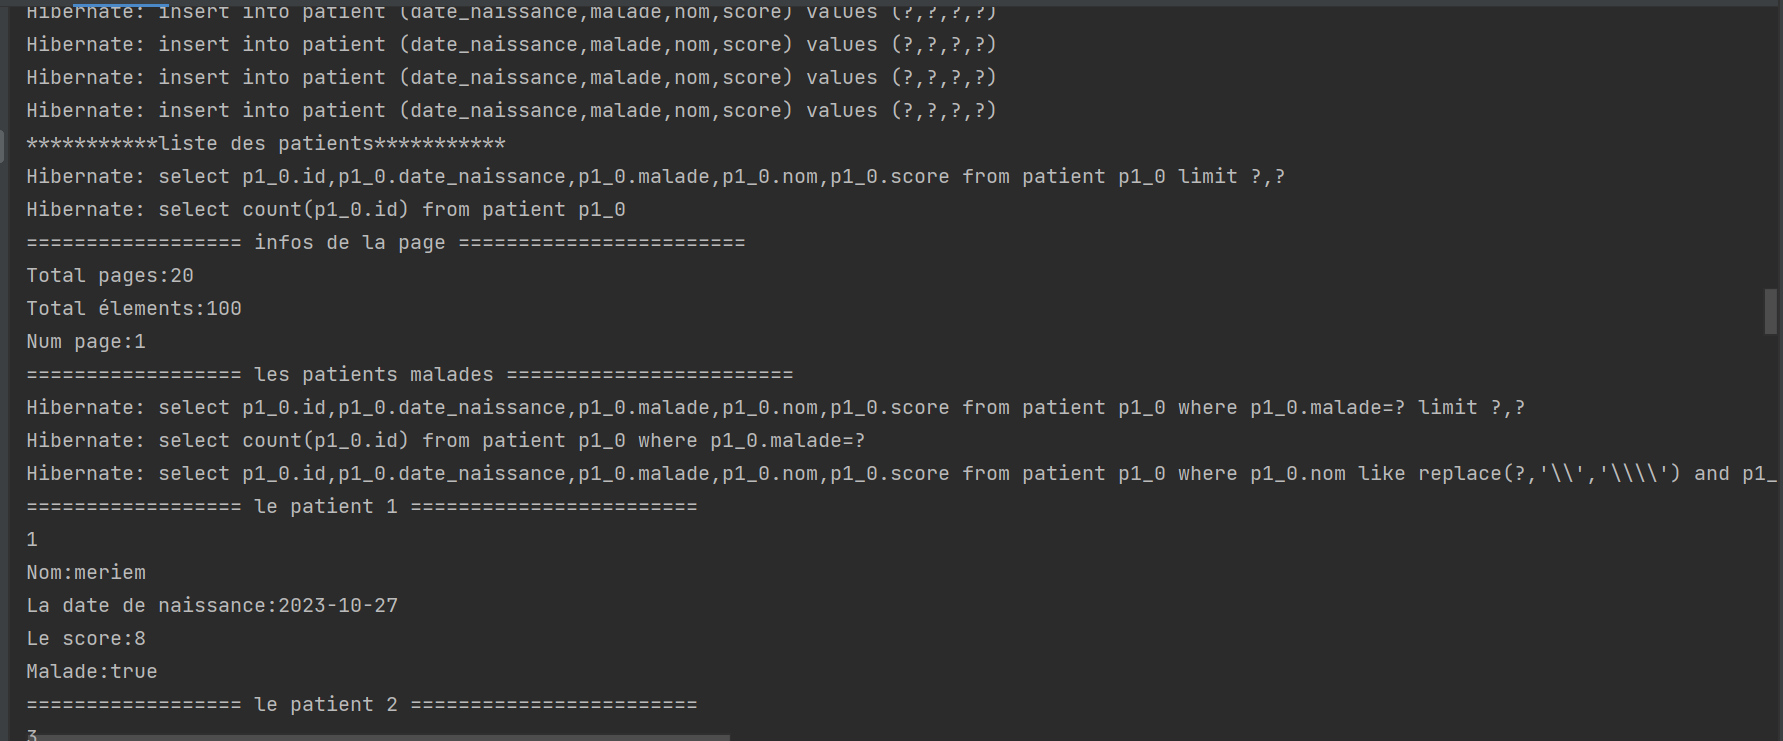 Hibernate: insert into patient (date_naissance,malade,nom,score) values (?,?,?,?)
Hibernate: insert into patient (date_naissance,malade,nom,score) values (?,?,?,?)
Hibernate: insert into patient (date_naissance,malade,nom,score) values (?,?,?,?)
Hibernate: insert into patient (date_naissance,malade,nom,score) values (?,?,?,?)
***********liste des patients***********
Hibernate: select p1_0.id,p1_0.date_naissance,p1_0.malade,p1_0.nom,p1_0.score from patient p1_0 limit ?,?
Hibernate: select count(p1_0.id) from patient p1_0
================== infos de la page ========================
Total pages:20
Total élements:100
Num page:1
================== les patients malades ========================
Hibernate: select p1_0.id,p1_0.date_naissance,p1_0.malade,p1_0.nom,p1_0.score from patient p1_0 where p1_0.malade=? limit ?,?
Hibernate: select count(p1_0.id) from patient p1_0 where p1_0.malade=?
Hibernate: select p1_0.id,p1_0.date_naissance,p1_0.malade,p1_0.nom,p1_0.score from patient p1_0 where p1_0.nom like replace(?,'\\','\\\\') and p1_
================== le patient 1 ========================
1
Nom:meriem
La date de naissance:2023-10-27
Le score:8
Malade:true
================== le patient 2 ========================
3